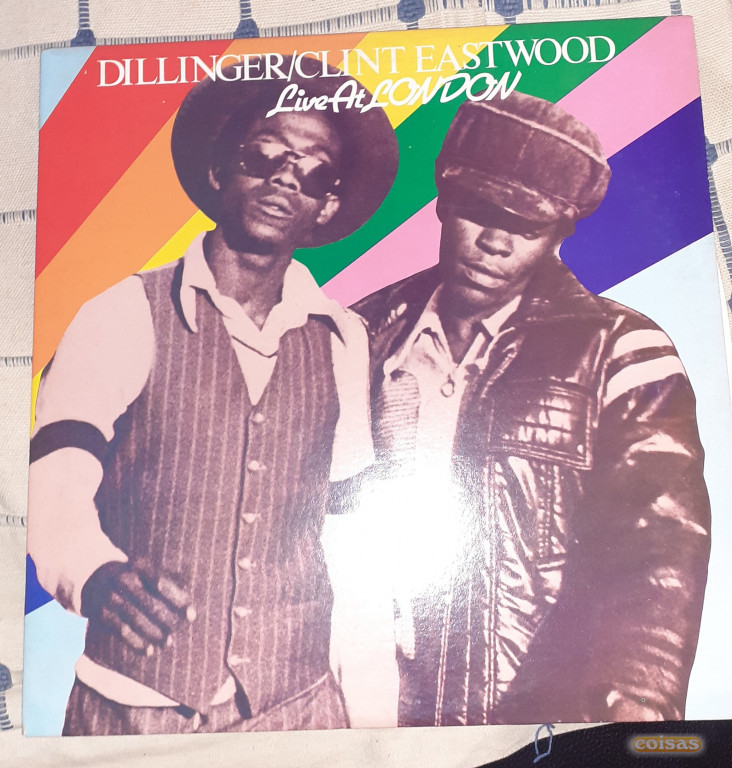 DILLINGER/CLINT EASTWOOD
Live At LONDON
coisas